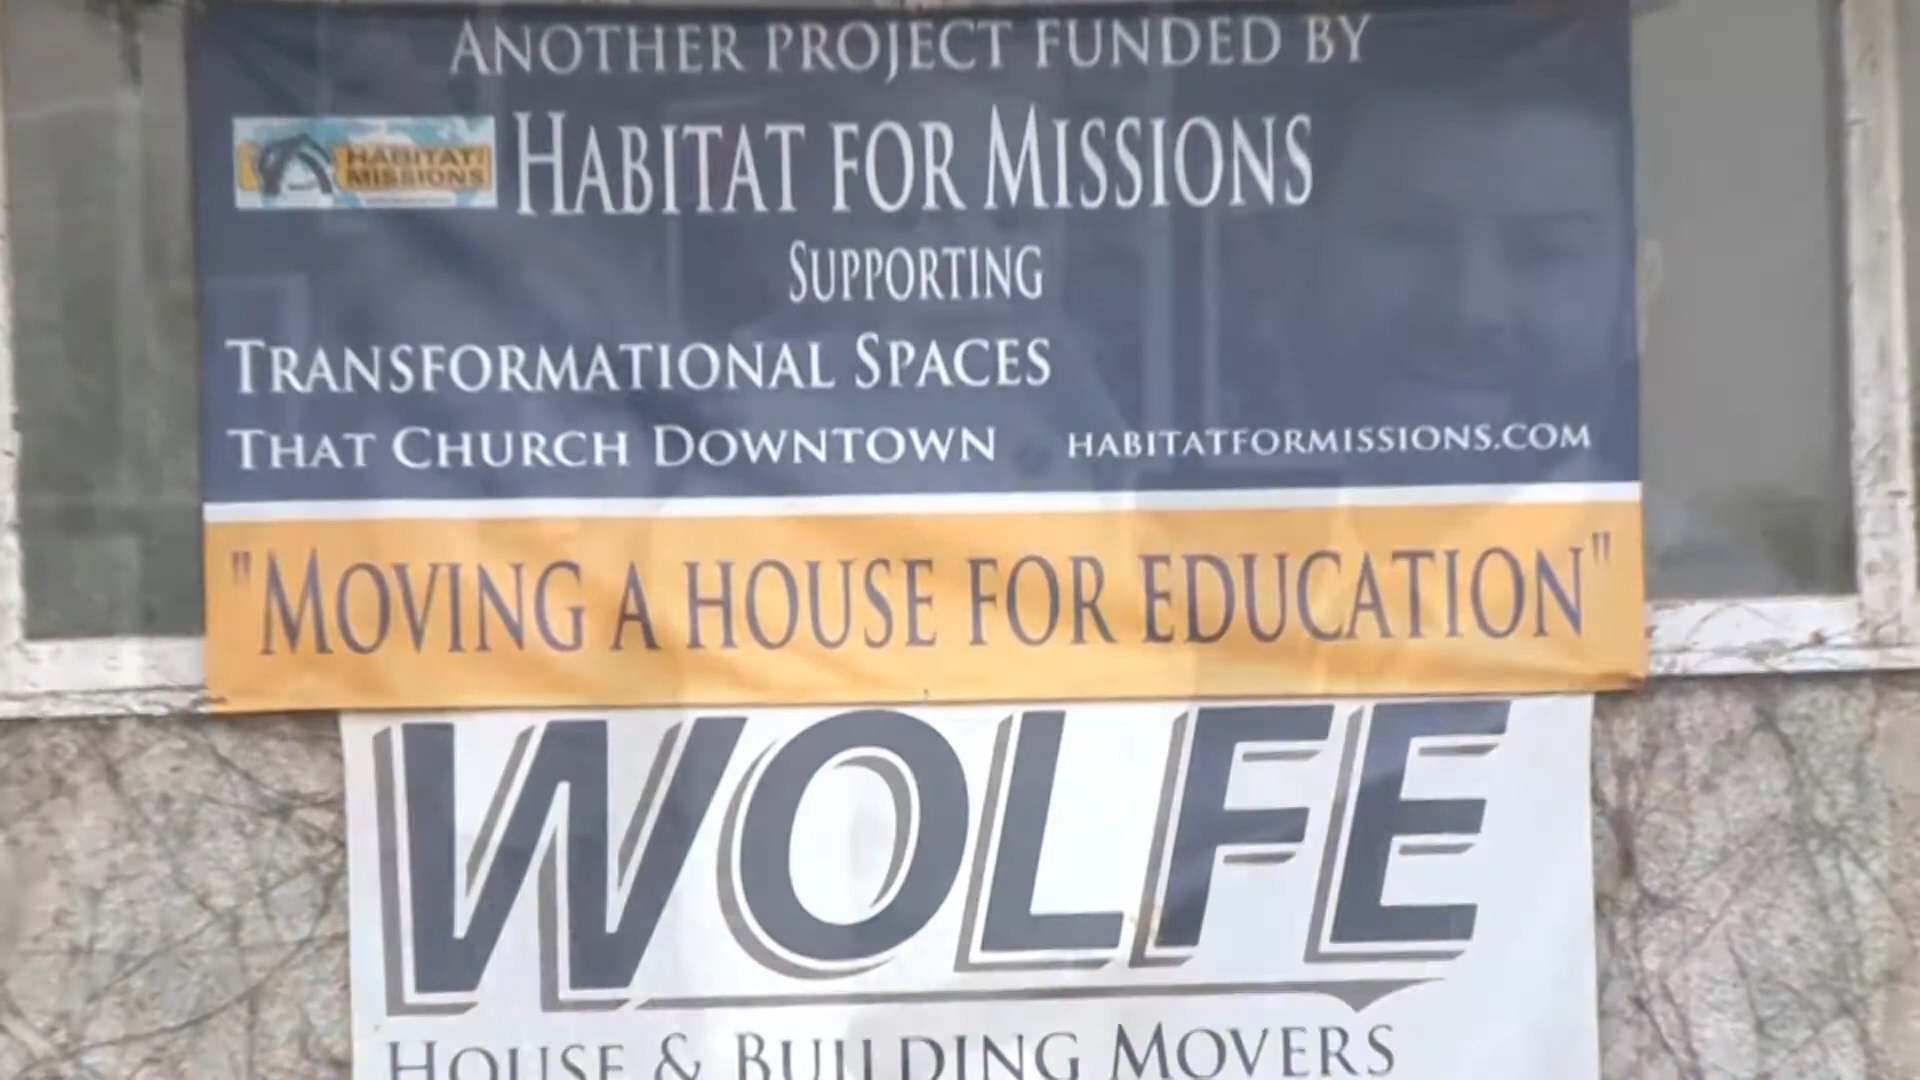 ANOTHER PROJECT FUNDED BY
HABITAT
MISSIONS
HABITAT FOR MISSIONS
SUPPORTING
TRANSFORMATIONAL SPACES
THAT CHURCH DOWNTOWN
HABITATFORMISSIONS.COM
"MOVING A HOUSE FOR EDUCATION"
WOLFE
HOUSE & BUILDING MOVERS